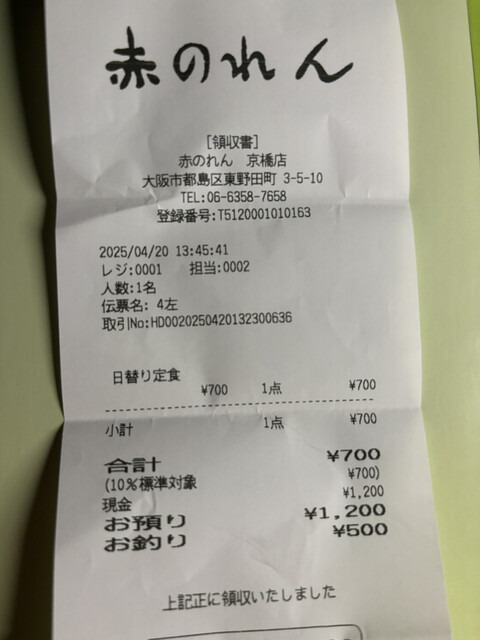 赤のれん
[領収書]
赤のれん 京橋店
大阪市都島区東野田町 3-5-10
TEL:06-6358-7658
登録番号:T5120001010163
2025/04/20 13:45:41
レジ:0001 担当:0002
人数:1名
伝票名: 4左
取引No:HD0020250420132300636
日替り定食
¥700 1点 ¥700
小計 1点 ¥700
合計 ¥700
(10%標準対象 ¥700)
現金 ¥1,200
お預り ¥1,200
お釣り ¥500
上記正に領収いたしました